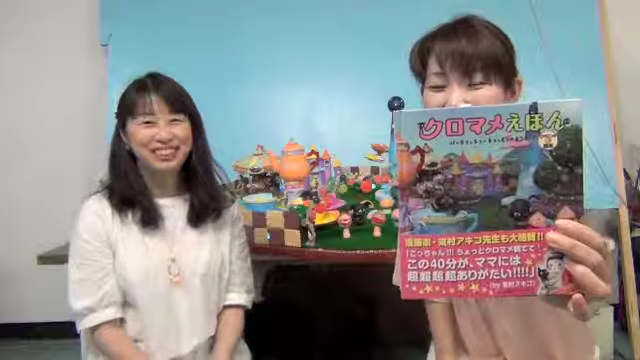 クロマメえほん
漫画家・東村アキコ先生も大絶賛!!
「ごっちゃん!!! ちょっとクロマメ観てて」
この40分が、ママには
超超超超ありがたい!!!!」
(by 東村アキコ)